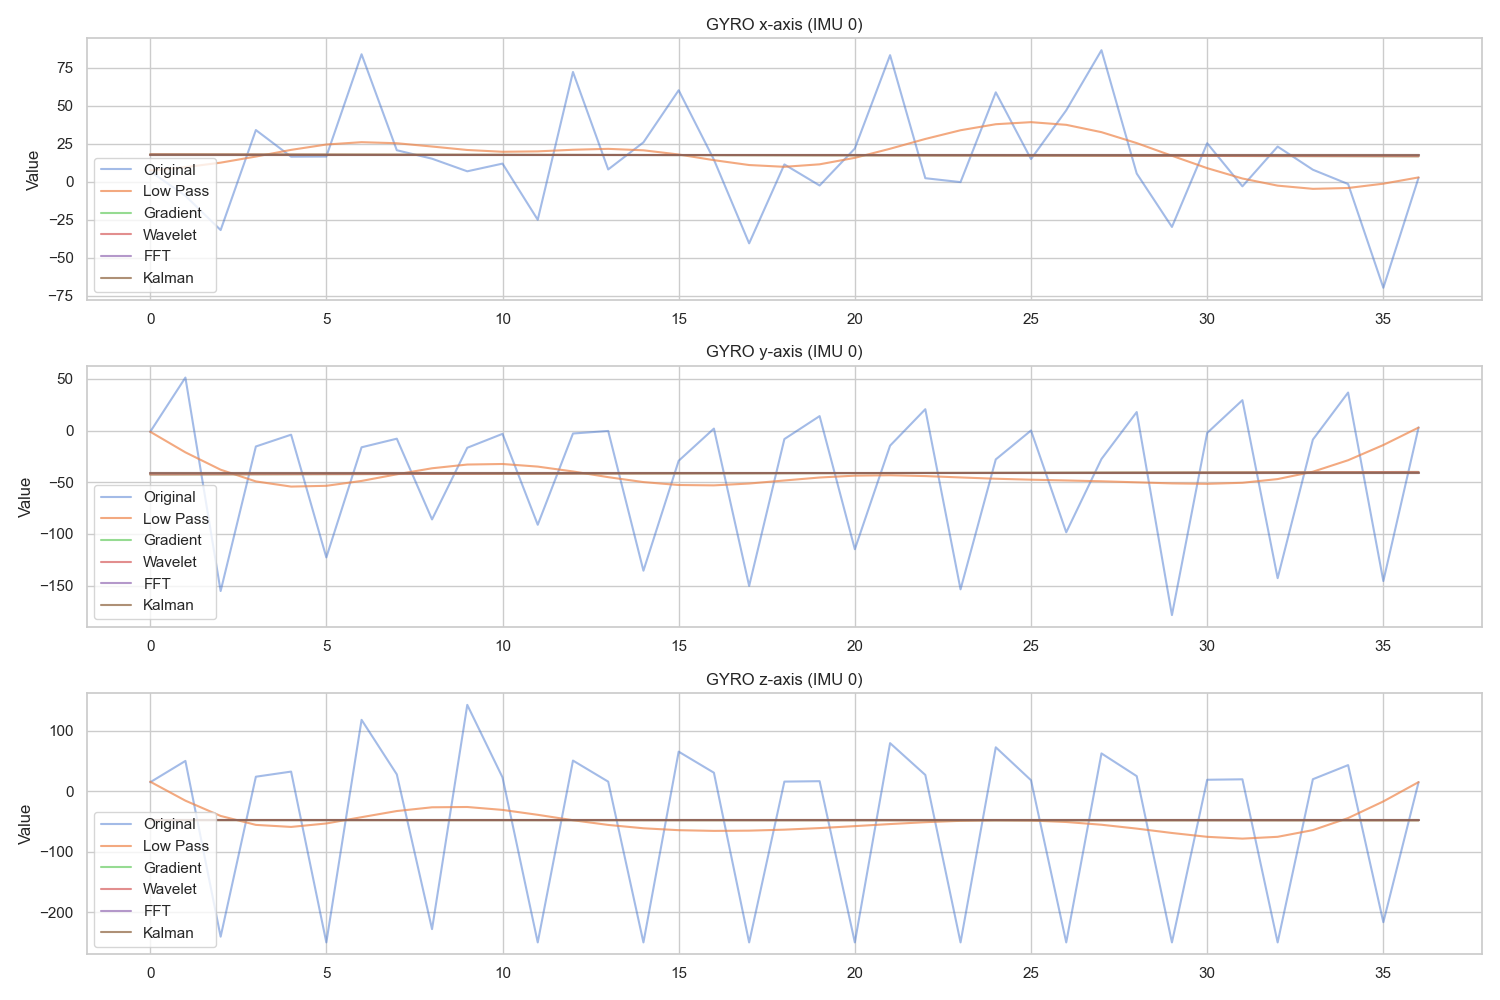 GYRO x-axis (IMU 0)
Value
75
50
25
0
−25
−50
−75
Original
Low Pass
Gradient
Wavelet
FFT
Kalman
0 5 10 15 20 25 30 35
GYRO y-axis (IMU 0)
Value
50
0
−50
−100
−150
Original
Low Pass
Gradient
Wavelet
FFT
Kalman
0 5 10 15 20 25 30 35
GYRO z-axis (IMU 0)
Value
100
0
−100
−200
Original
Low Pass
Gradient
Wavelet
FFT
Kalman
0 5 10 15 20 25 30 35